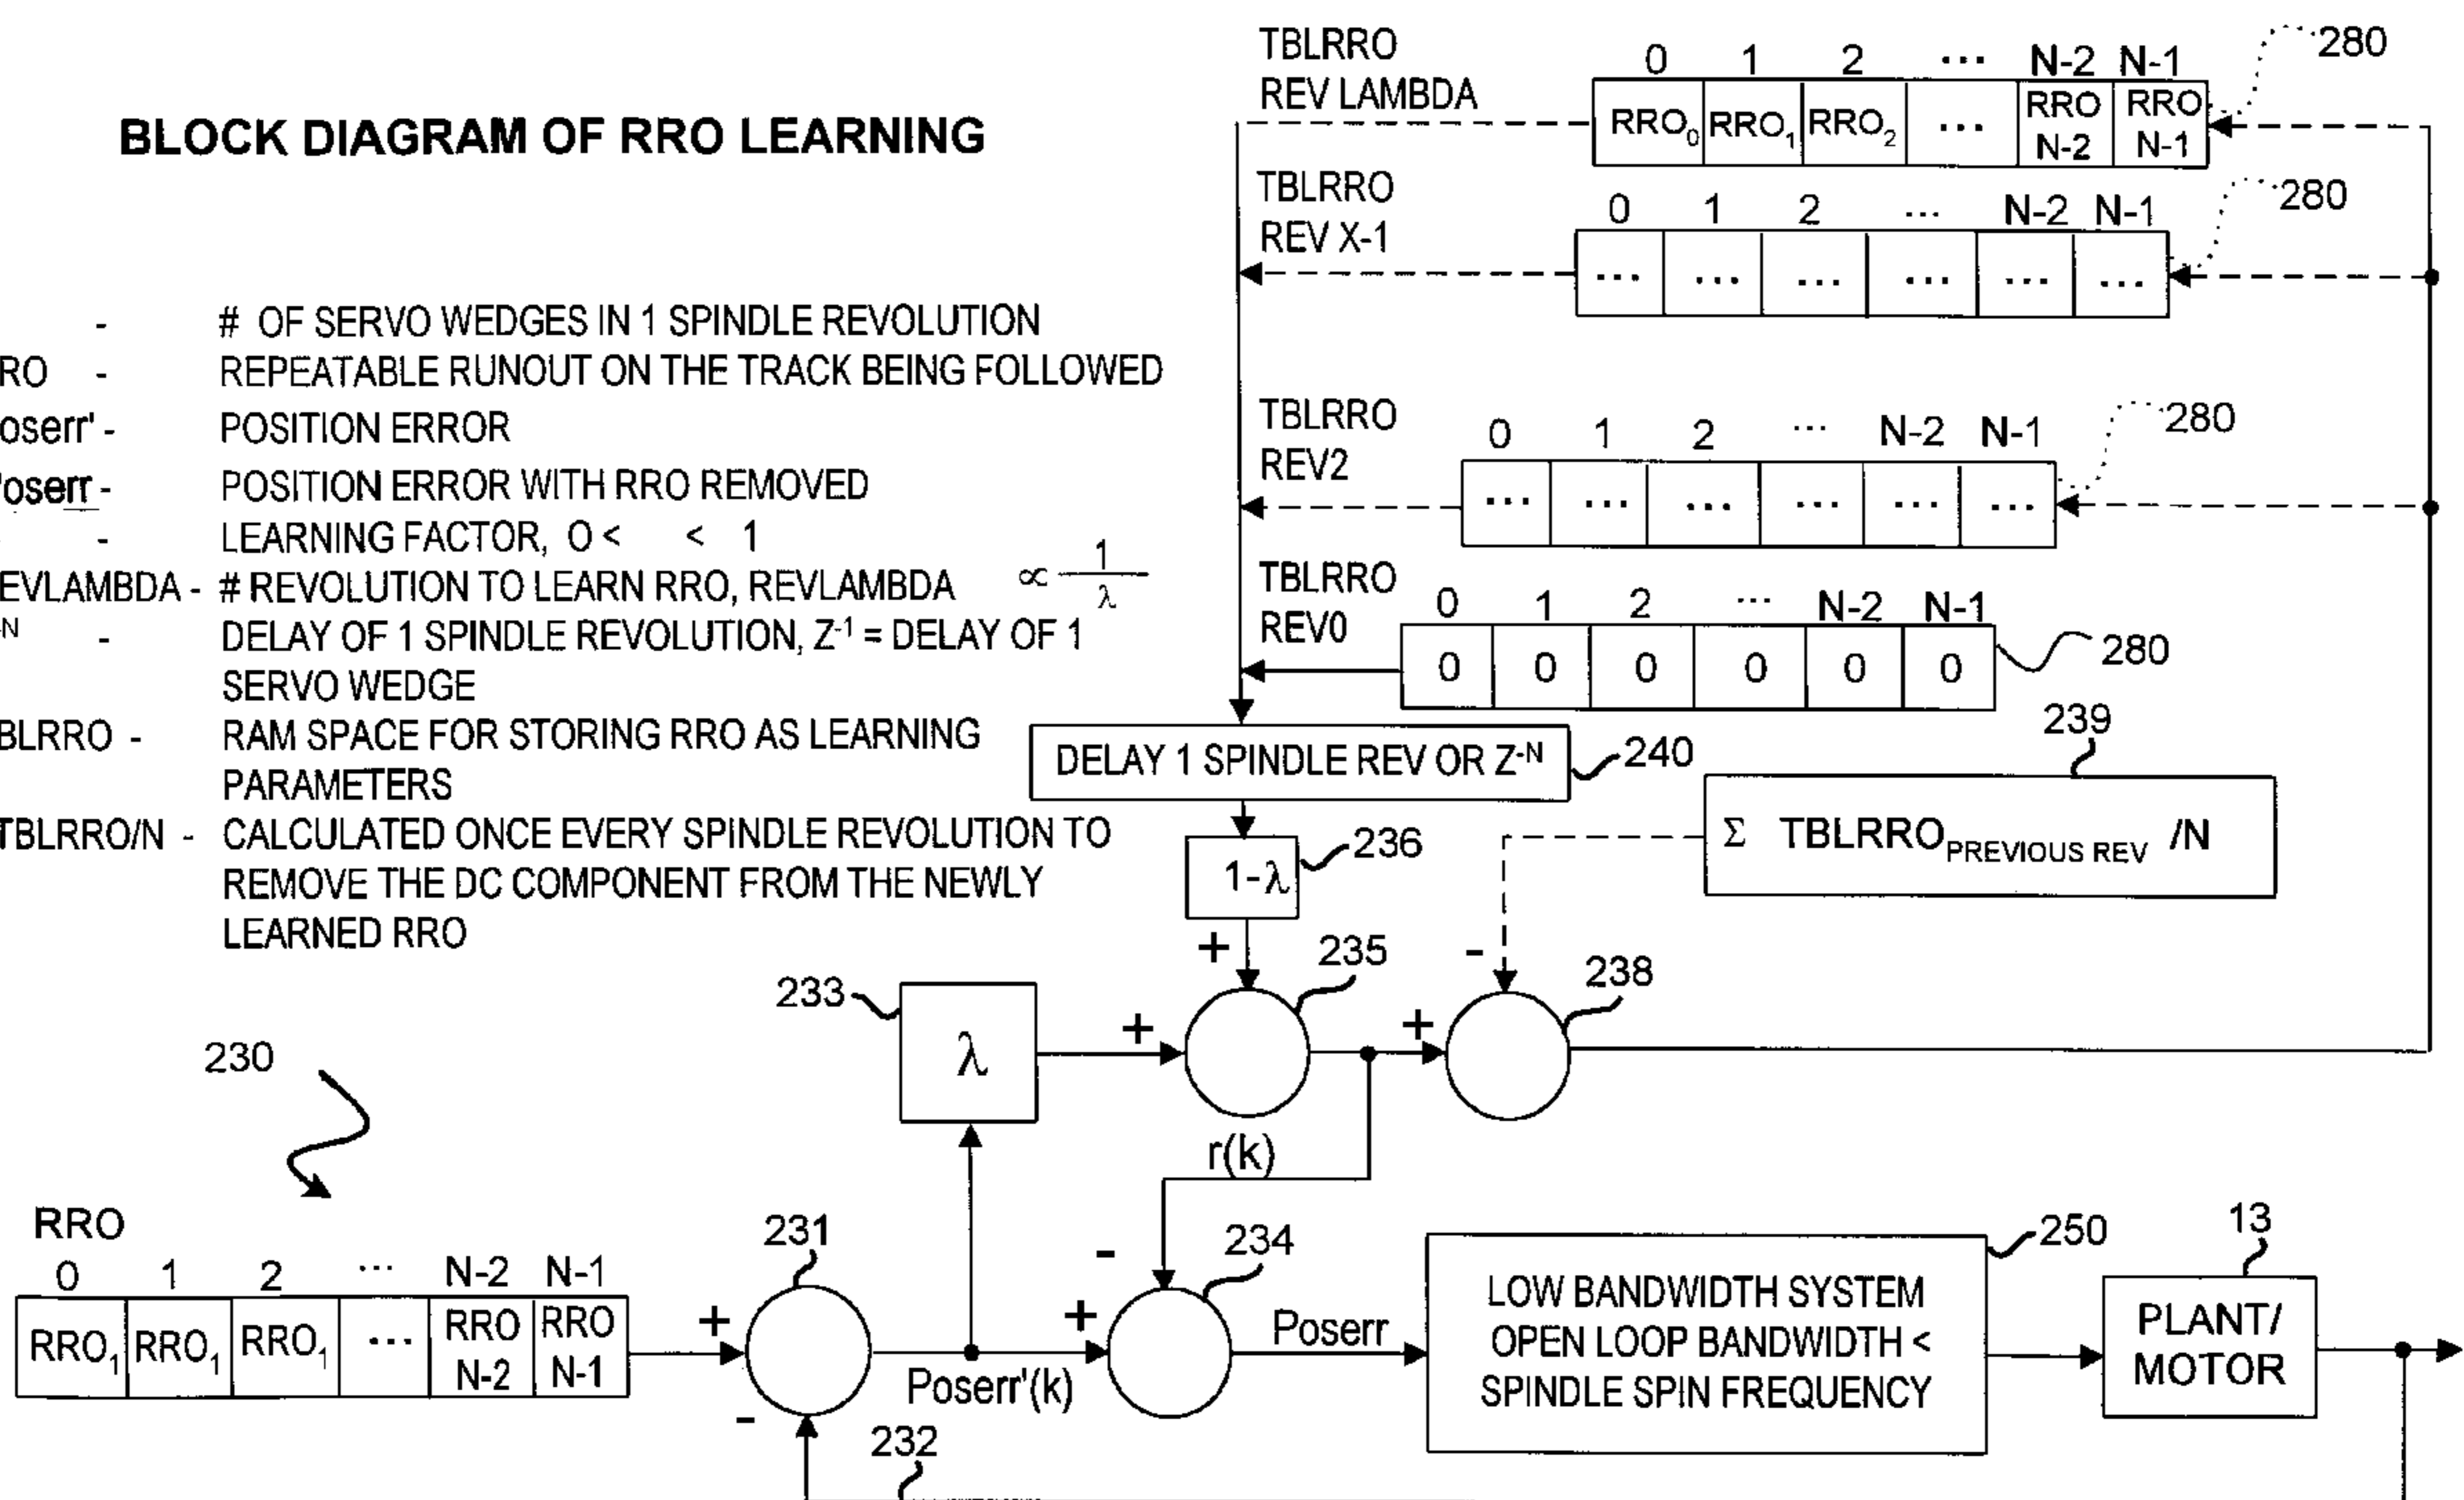 BLOCK DIAGRAM OF RRO LEARNING
- # OF SERVO WEDGES IN 1 SPINDLE REVOLUTION
RO - REPEATABLE RUNOUT ON THE TRACK BEING FOLLOWED
oserr' - POSITION ERROR
oserr - POSITION ERROR WITH RRO REMOVED
- LEARNING FACTOR, 0 < < 1
EVLAMBDA - # REVOLUTION TO LEARN RRO, REVLAMBDA ∝ 1/λ
-N - DELAY OF 1 SPINDLE REVOLUTION, Z-1 = DELAY OF 1
SERVO WEDGE
BLRRO - RAM SPACE FOR STORING RRO AS LEARNING
PARAMETERS
TBLRRO/N - CALCULATED ONCE EVERY SPINDLE REVOLUTION TO
REMOVE THE DC COMPONENT FROM THE NEWLY
LEARNED RRO
TBLRRO
REV LAMBDA
0 1 2 ... N-2 N-1
280
RRO0 RRO1 RRO2 ... RRO N-2 RRO N-1
TBLRRO
REV X-1
0 1 2 ... N-2 N-1
280
... ... ... ... ... ...
TBLRRO
REV2
0 1 2 ... N-2 N-1
280
... ... ... ... ... ...
TBLRRO
REV0
0 1 2 ... N-2 N-1
0 0 0 0 0 0
280
DELAY 1 SPINDLE REV OR Z-N
240
239
Σ TBLRRO PREVIOUS REV /N
1-λ
236
+
235
-
238
233
λ
+
+
r(k)
230
RRO
0 1 2 ... N-2 N-1
RRO1 RRO1 RRO1 ... RRO N-2 RRO N-1
+
231
-
Poserr'(k)
+
-
234
Poserr
LOW BANDWIDTH SYSTEM
OPEN LOOP BANDWIDTH <
SPINDLE SPIN FREQUENCY
250
13
PLANT/
MOTOR
232